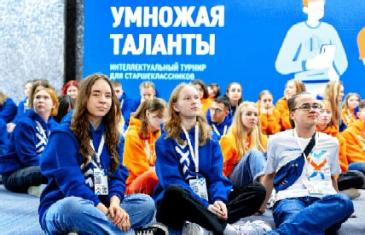 УМНОЖАЯ
ТАЛАНТЫ
ИНТЕЛЛЕКТУАЛЬНЫЙ ТУРНИР
ДЛЯ СТАРШЕКЛАССНИКОВ